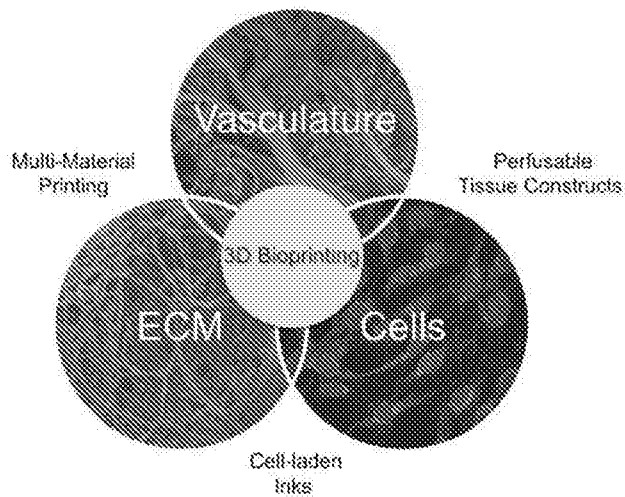 Vasculature
Multi-Material
Printing
Perfusable
Tissue Constructs
3D Bioprinting
ECM
Cells
Cell-laden
Inks